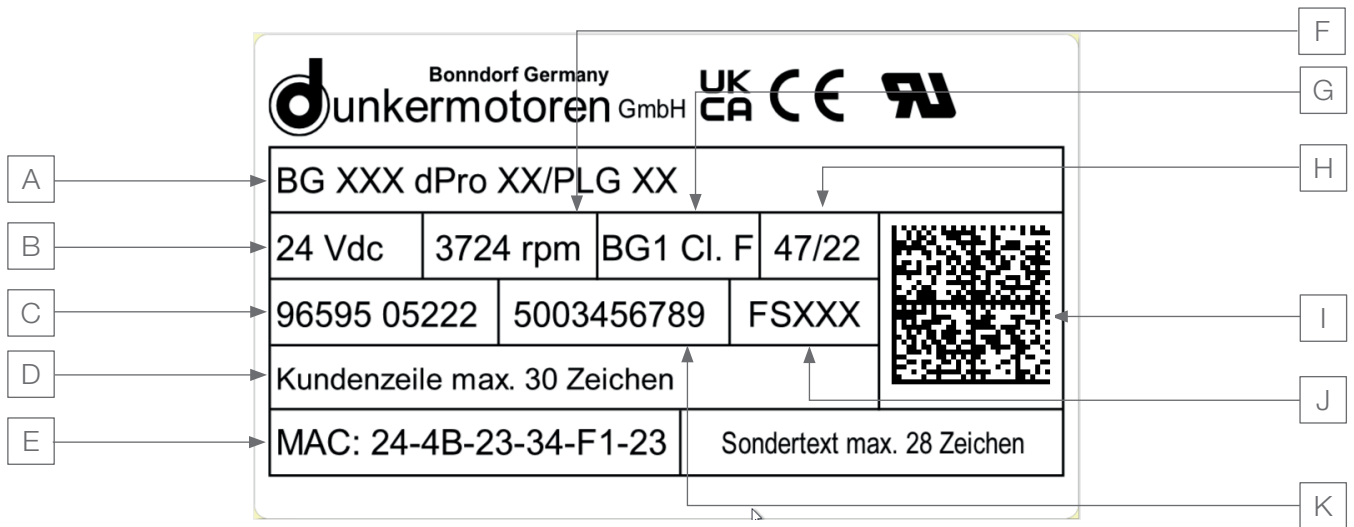 F
Bonndorf Germany
dunkermotoren GmbH UK CA CE
G
H
A
BG XXX dPro XX/PLG XX
B
24 Vdc 3724 rpm BG1 Cl. F 47/22
C
96595 05222 5003456789 FSXXX
I
D
Kundenzeile max. 30 Zeichen
J
E
MAC: 24-4B-23-34-F1-23 Sondertext max. 28 Zeichen
K